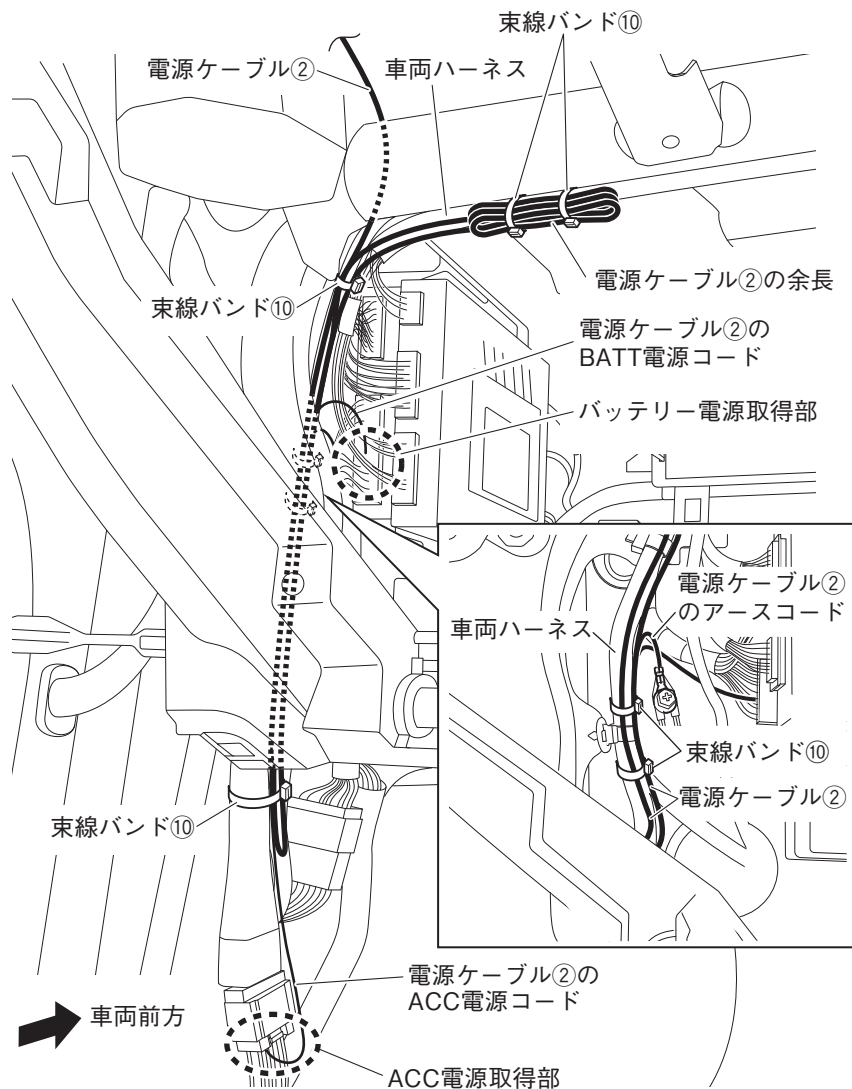 束線バンド⑩
電源ケーブル②
車両ハーネス
電源ケーブル②の余長
束線バンド⑩
電源ケーブル②の
BATT電源コード
バッテリー電源取得部
電源ケーブル②
のアースコード
車両ハーネス
束線バンド⑩
電源ケーブル②
束線バンド⑩
電源ケーブル②の
ACC電源コード
車両前方
ACC電源取得部